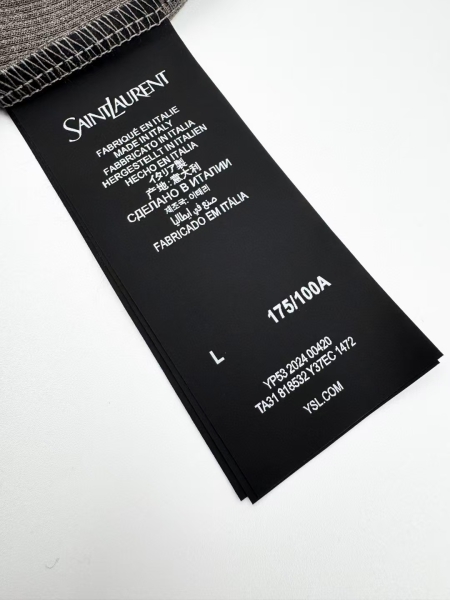 SAINT LAURENT
FABRIQUÉ EN ITALIE
MADE IN ITALY
FABBRICATO IN ITALIA
HERGESTELLT IN ITALIEN
HECHO EN ITALIA
イタリア製
产地: 意大利
СДЕЛАНО В ИТАЛИИ
제조국: 이태리
صنع في ايطاليا
FABRICADO EM ITÁLIA
L 175/100A
YP53 2024 00420
TA31 818532 Y37EC 1472
YSL.COM